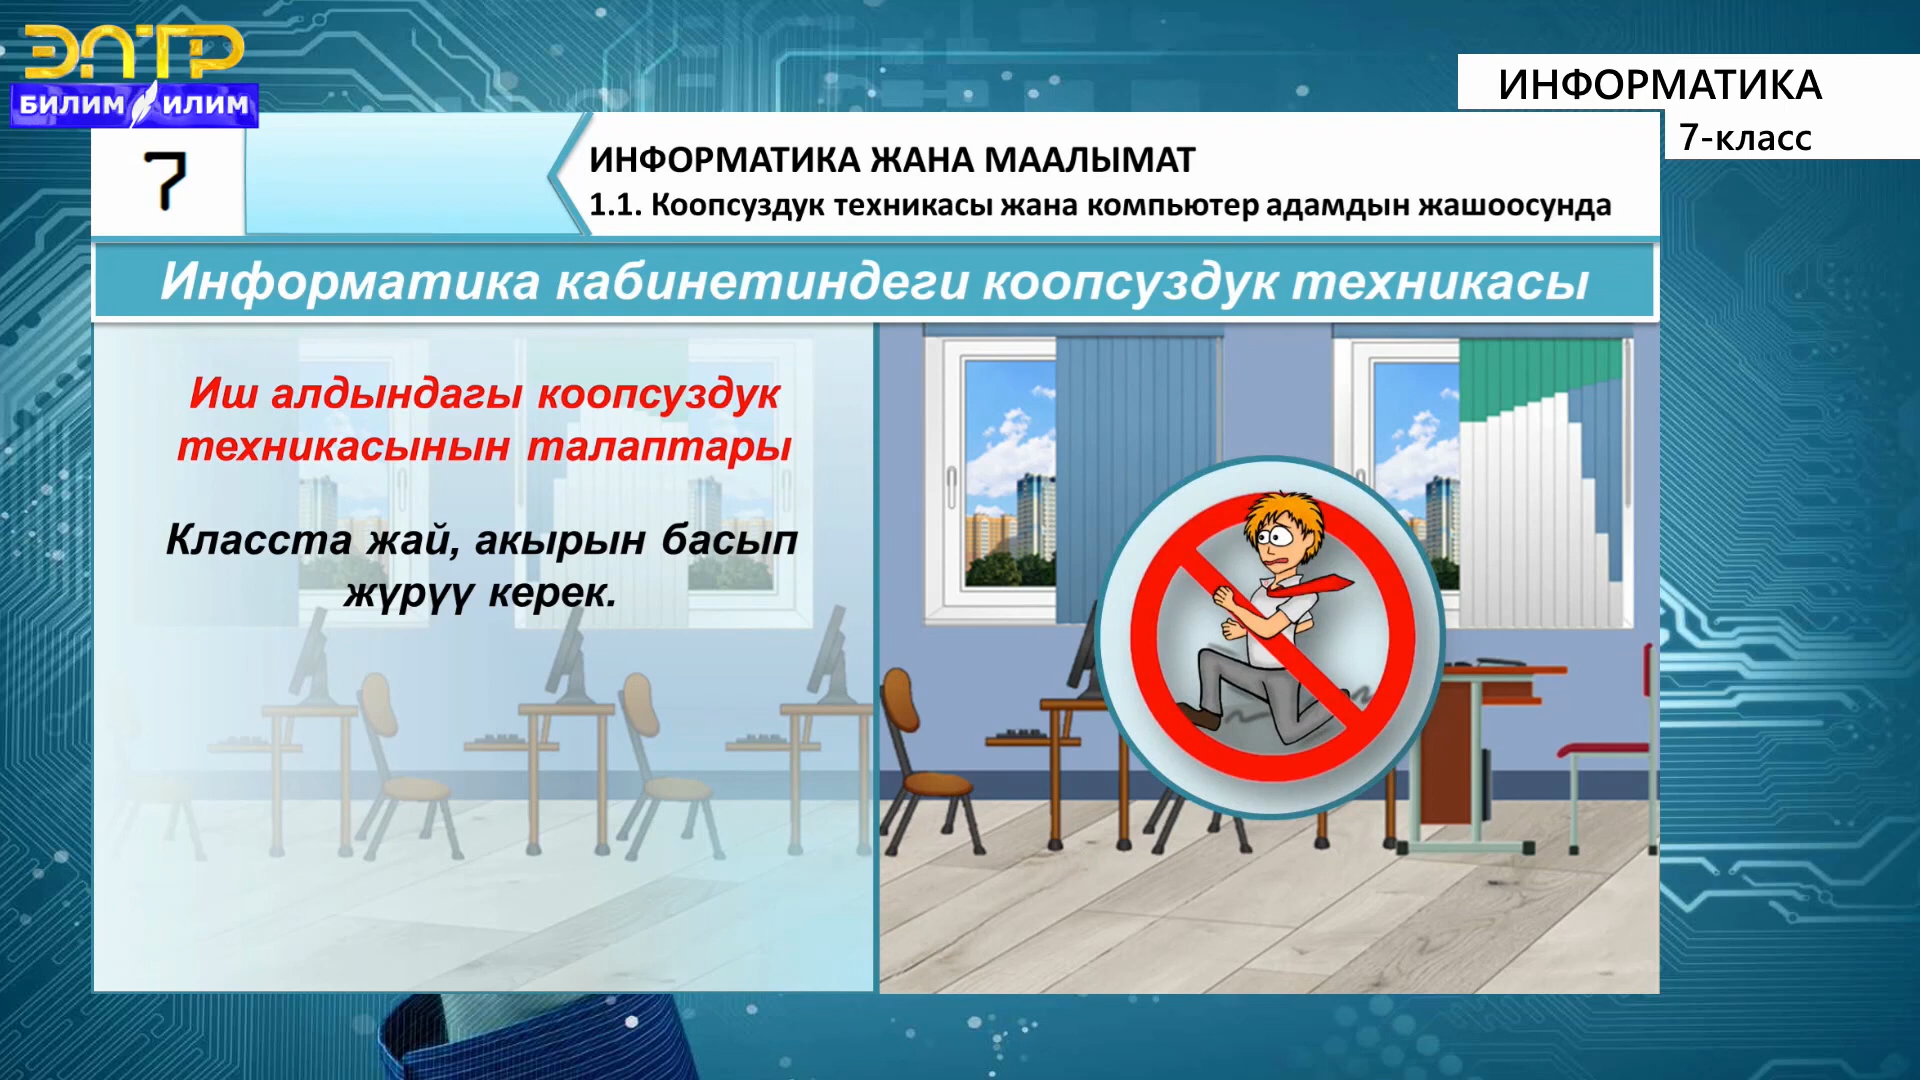 ЭЛТР
БИЛИМ ИЛИМ
ИНФОРМАТИКА
7-класс
7
ИНФОРМАТИКА ЖАНА МААЛЫМАТ
1.1. Коопсуздук техникасы жана компьютер адамдын жашоосунда
Информатика кабинетиндеги коопсуздук техникасы
Иш алдындагы коопсуздук
техникасынын талаптары
Класста жай, акырын басып
жүрүү керек.